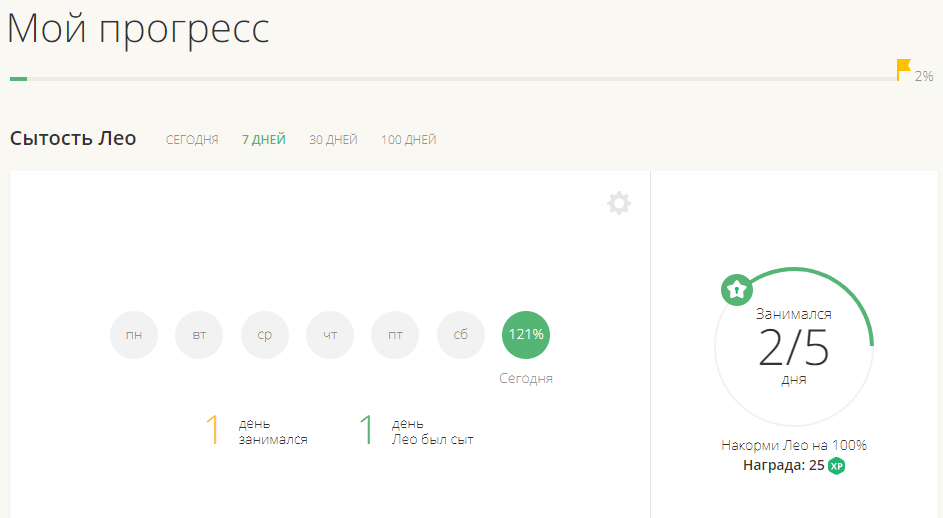 Мой прогресс
2%
Сытость Лео СЕГОДНЯ 7 ДНЕЙ 30 ДНЕЙ 100 ДНЕЙ
пн вт ср чт пт сб 121%
Сегодня
1 день занимался
1 день Лео был сыт
Занимался
2/5
дня
Накорми Лео на 100%
Награда: 25 XP